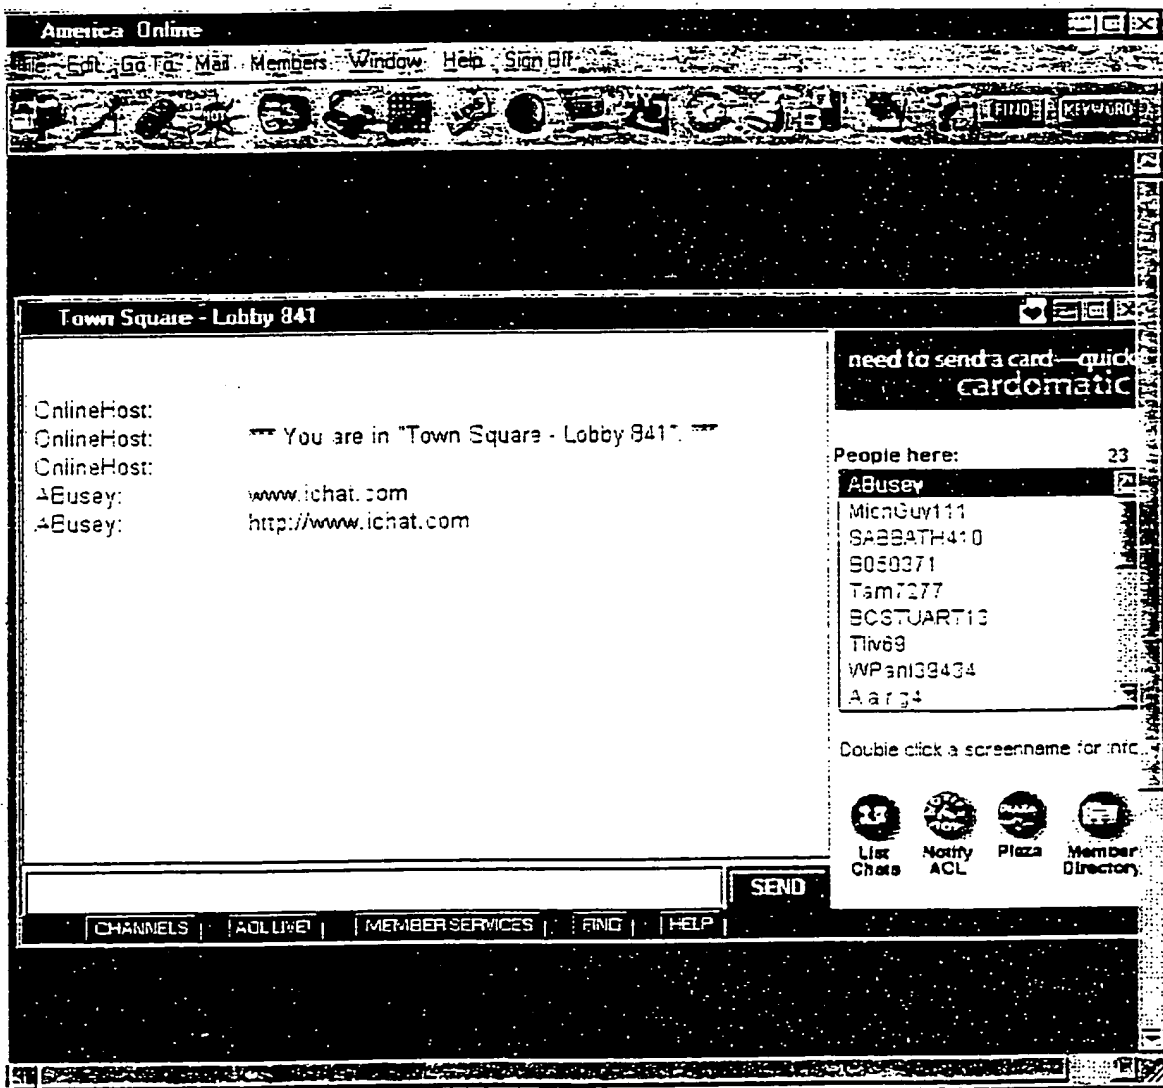 America Online
File Edit Go To Mail Members Window Help Sign Off
HOT FIND KEYWORD
Town Square - Lobby 841
need to send a card—quick
cardomatic
OnlineHost:
OnlineHost: *** You are in "Town Square - Lobby 841". ***
OnlineHost:
ABusey: www.ichat.com
ABusey: http://www.ichat.com
People here: 23
ABusey
MichGuy111
SABBATH410
Tam7277
BCSTUART13
Tliv69
Double click a screenname for info.
List Chats
Notify AOL
Plaza
Member Directory
SEND
CHANNELS AOL LIVE! MEMBER SERVICES FIND HELP